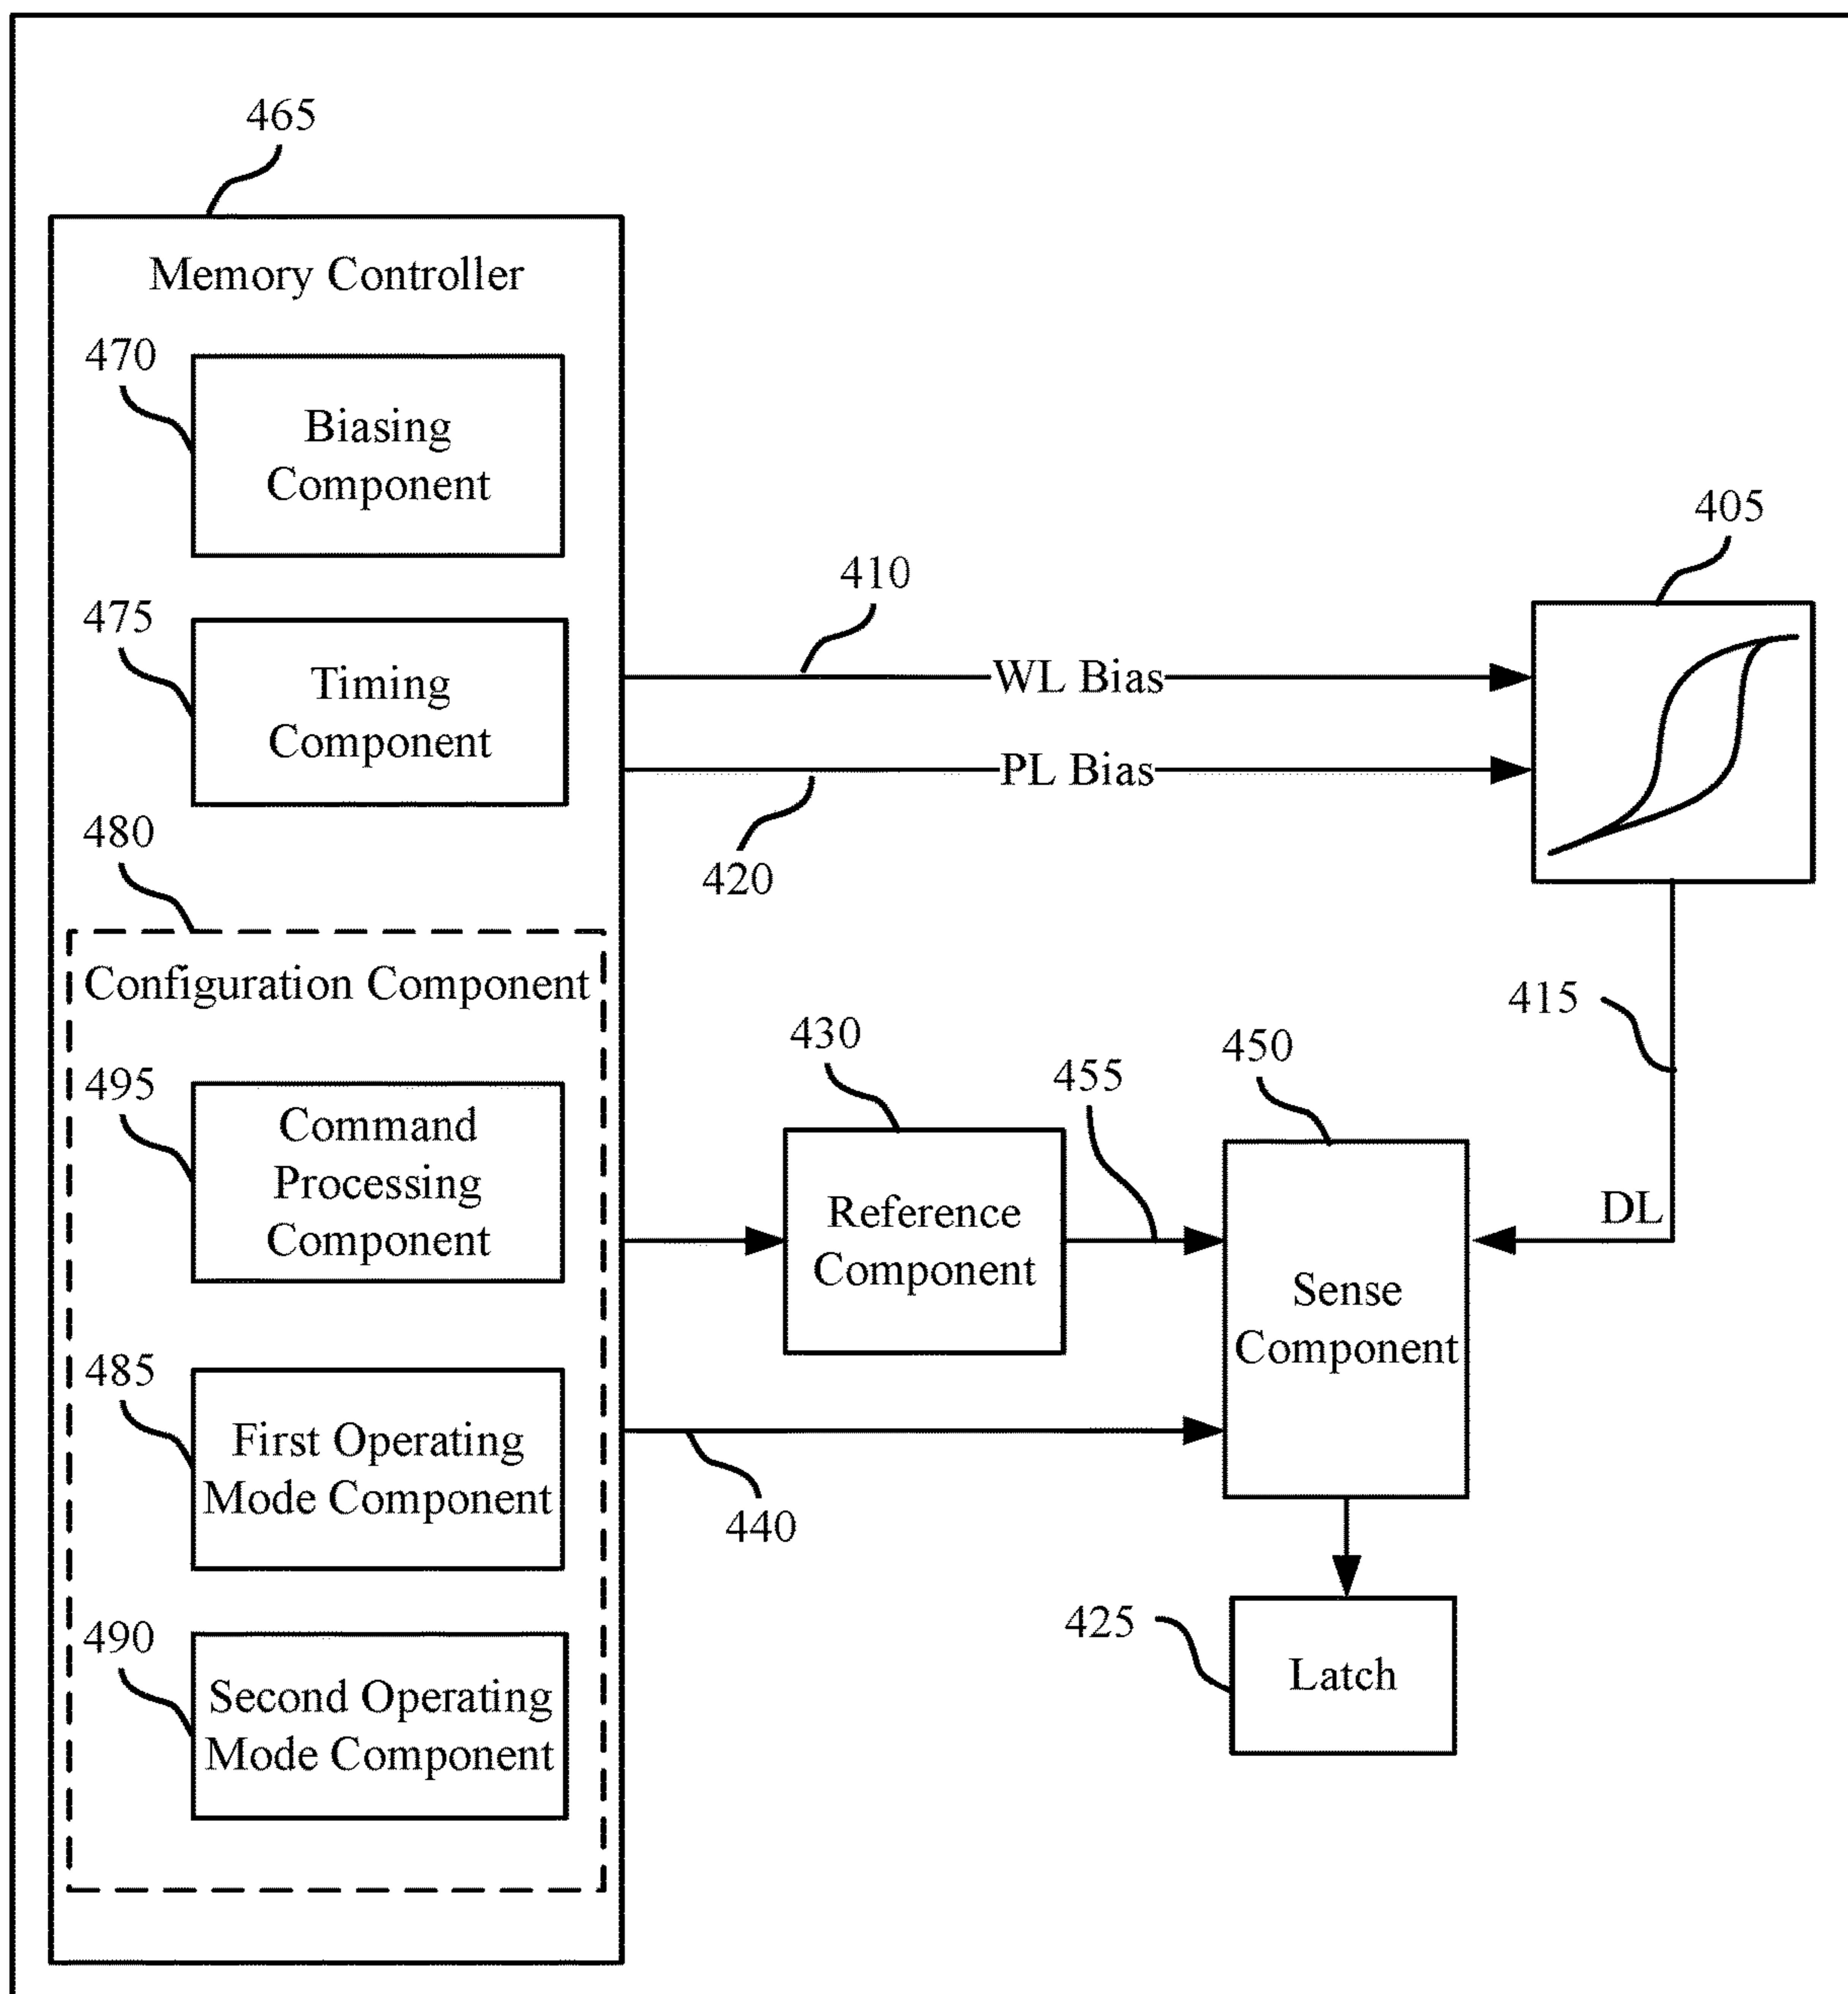 465
Memory Controller
470
Biasing
Component
475
Timing
Component
480
Configuration Component
495
Command
Processing
Component
485
First Operating
Mode Component
490
Second Operating
Mode Component
410
WL Bias
PL Bias
420
405
415
DL
430
Reference
Component
455
450
Sense
Component
440
425
Latch